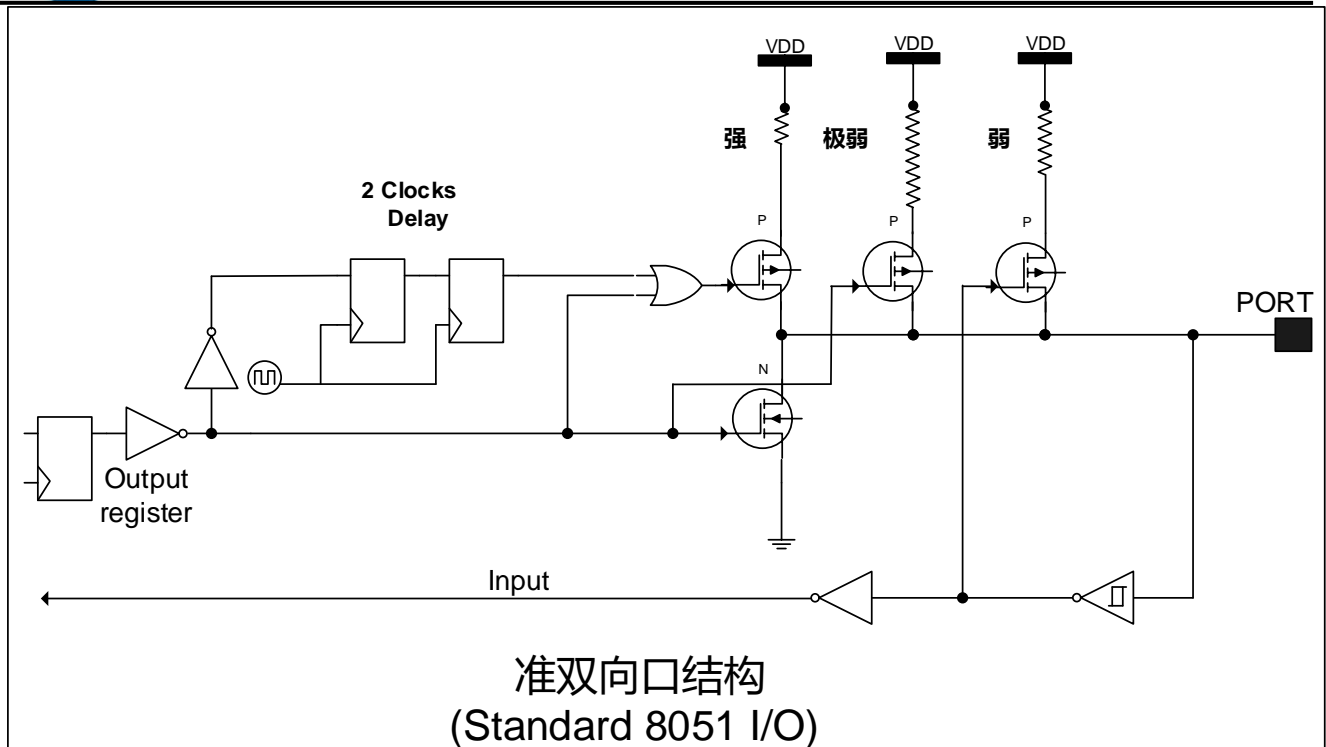 VDD
VDD
VDD
强
极弱
弱
2 Clocks
Delay
P
P
P
PORT
N
Output
register
Input
准双向口结构
(Standard 8051 I/O)